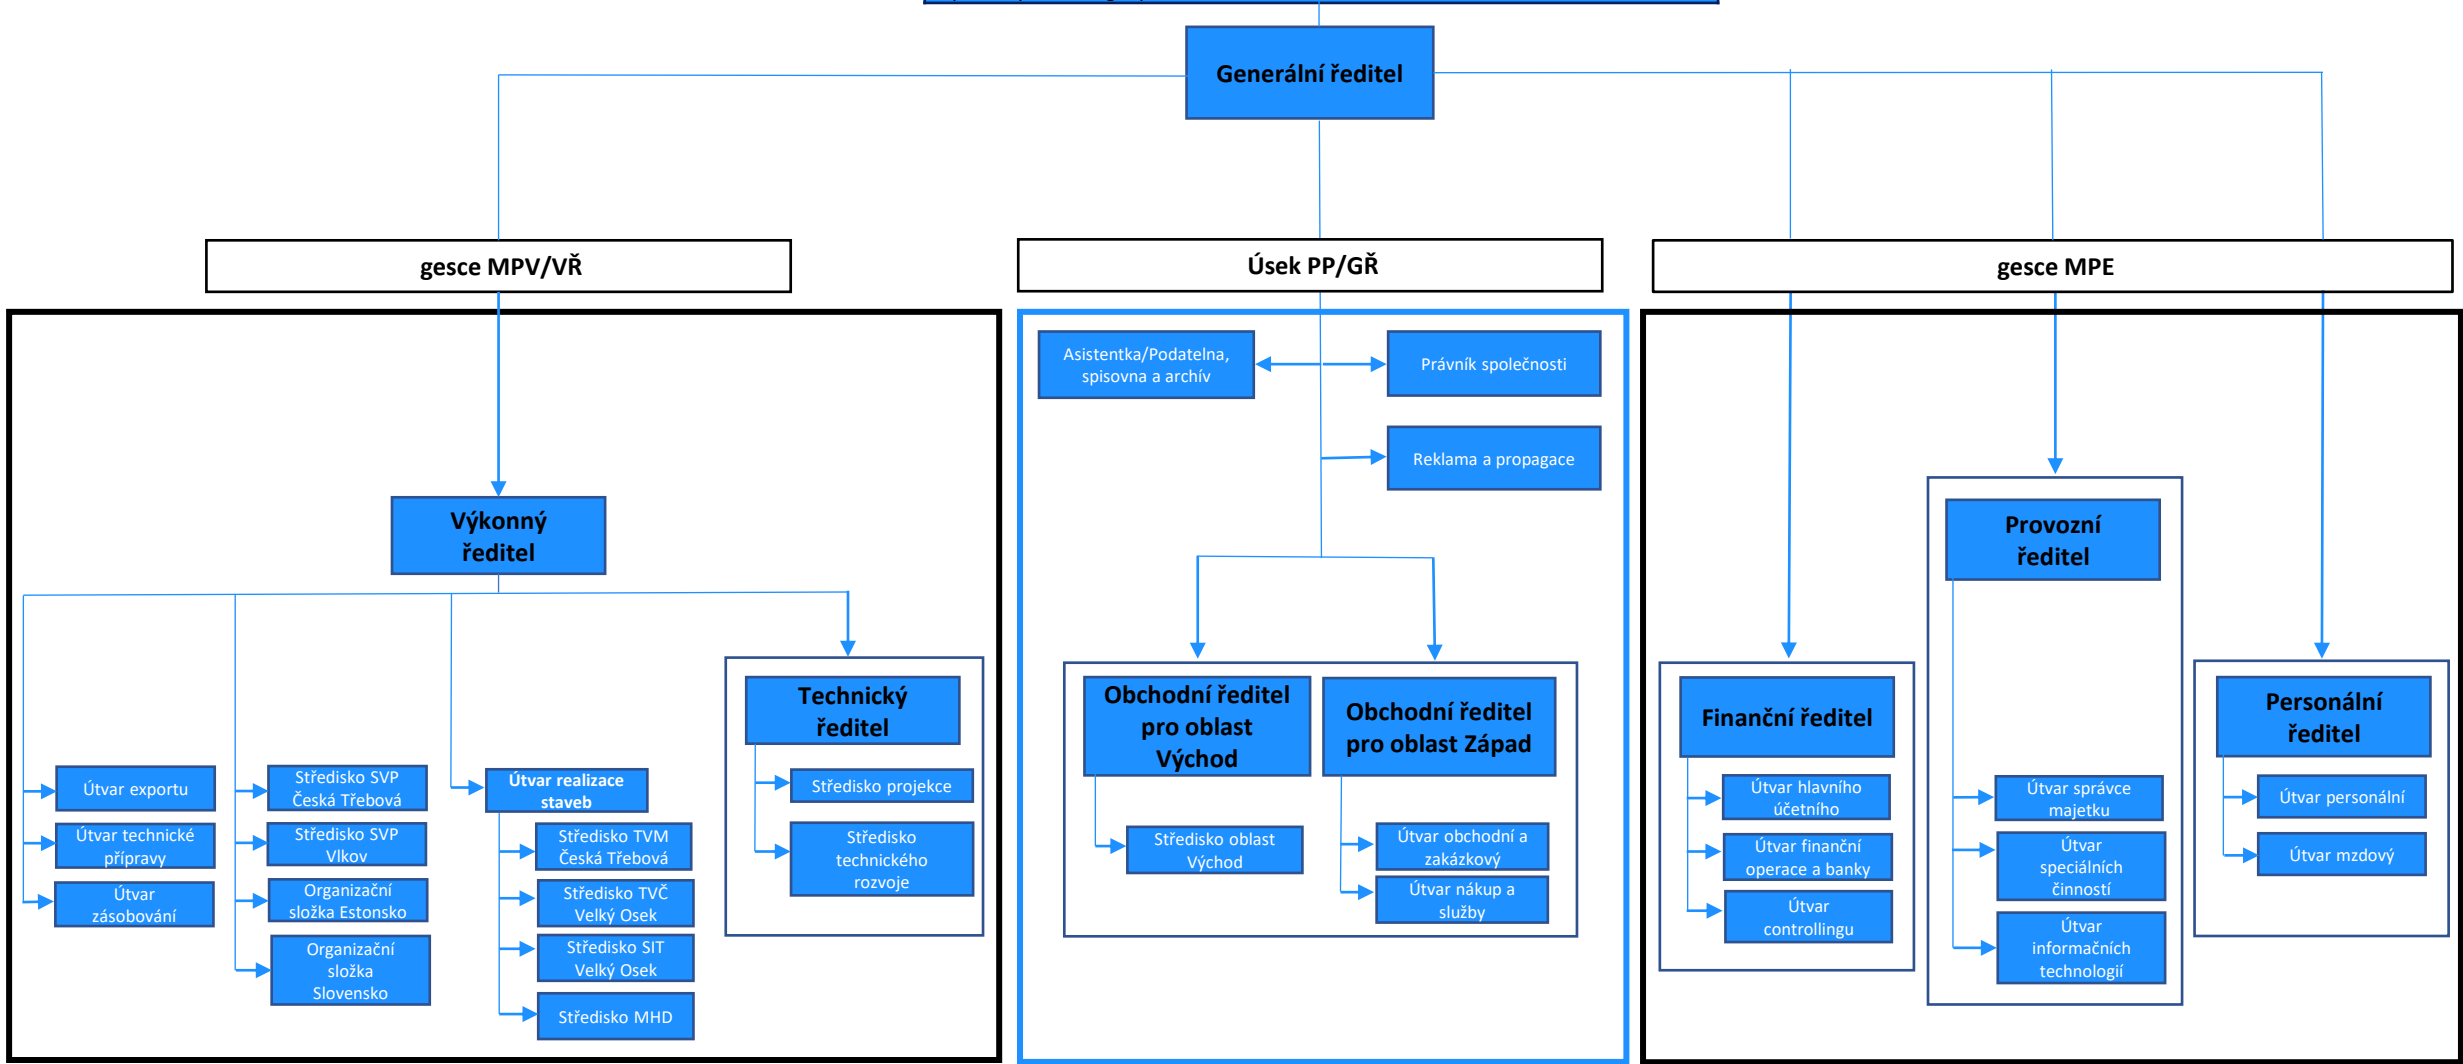 Generální ředitel
gesce MPV/VŘ
Úsek PP/GŘ
gesce MPE
Asistentka/Podatelna,
spisovna a archív
Právník společnosti
Reklama a propagace
Výkonný
ředitel
Provozní
ředitel
Technický
ředitel
Obchodní ředitel
pro oblast
Východ
Obchodní ředitel
pro oblast Západ
Finanční ředitel
Personální
ředitel
Útvar exportu
Útvar technické
přípravy
Útvar
zásobování
Středisko SVP
Česká Třebová
Středisko SVP
Vlkov
Organizační
složka Estonsko
Organizační
složka
Slovensko
Útvar realizace
staveb
Středisko TVM
Česká Třebová
Středisko TVČ
Velký Osek
Středisko SIT
Velký Osek
Středisko MHD
Středisko projekce
Středisko
technického
rozvoje
Středisko oblast
Východ
Útvar obchodní a
zakázkový
Útvar nákup a
služby
Útvar hlavního
účetního
Útvar finanční
operace a banky
Útvar
controllingu
Útvar správce
majetku
Útvar
speciálních
činností
Útvar
informačních
technologií
Útvar personální
Útvar mzdový